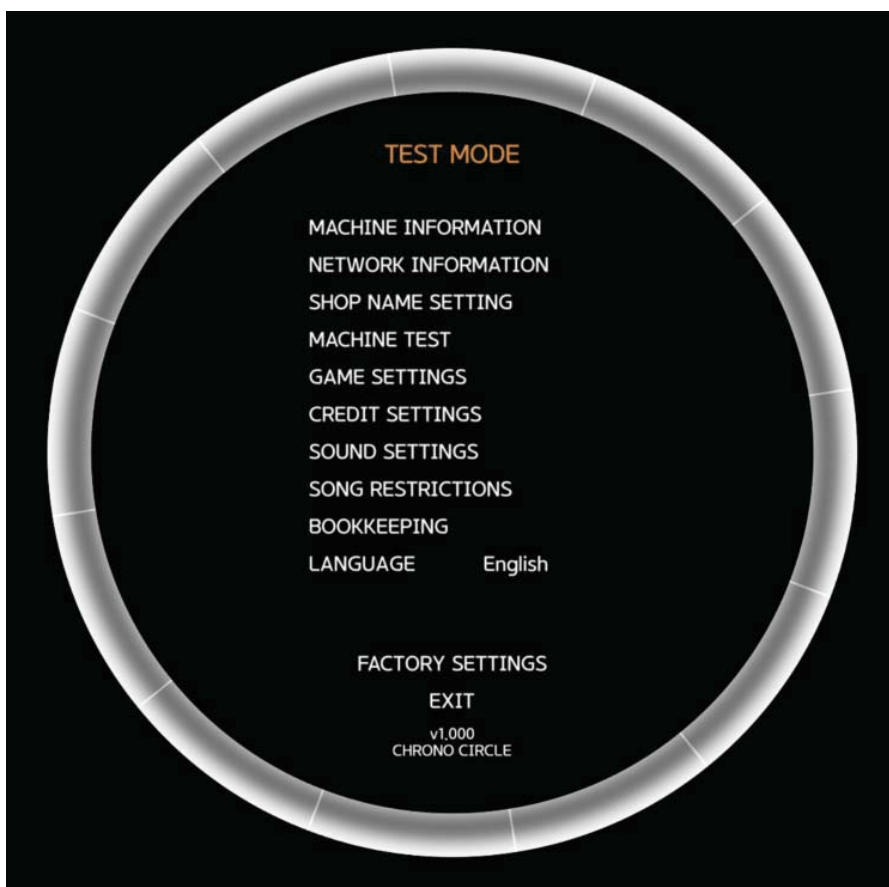 TEST MODE
MACHINE INFORMATION
NETWORK INFORMATION
SHOP NAME SETTING
MACHINE TEST
GAME SETTINGS
CREDIT SETTINGS
SOUND SETTINGS
SONG RESTRICTIONS
BOOKKEEPING
LANGUAGE English
FACTORY SETTINGS
EXIT
v1.000
CHRONO CIRCLE